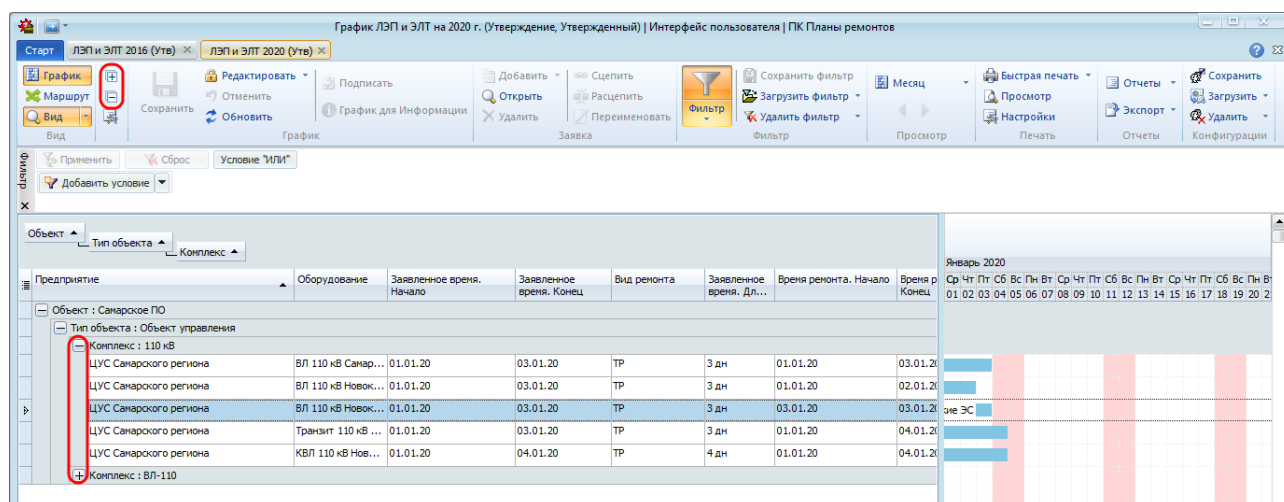 График ЛЭП и ЭЛТ на 2020 г. (Утверждение, Утвержденный) | Интерфейс пользователя | ПК Планы ремонтов
Старт ЛЭП и ЭЛТ 2016 (Утв) ЛЭП и ЭЛТ 2020 (Утв)
График Редактировать Подписать Добавить Сцепить Сохранить фильтр Месяц Быстрая печать Отчеты Сохранить
Маршрут Сохранить Отменить Открыть Расцепить Фильтр Загрузить фильтр Просмотр Загрузить
Вид Обновить График для Информации Удалить Переименовать Удалить фильтр Настройки Экспорт Удалить
Вид График Заявка Фильтр Просмотр Печать Отчеты Конфигурации
Фильтр
Применить Сброс Условие "ИЛИ"
Добавить условие
Объект
Тип объекта
Комплекс
Январь 2020
Предприятие Оборудование Заявленное время. Начало Заявленное время. Конец Вид ремонта Заявленное время. Дл... Время ремонта. Начало Время р Конец
Ср Чт Пт Сб Вс Пн Вт Ср Чт Пт Сб Вс Пн Вт Ср Чт Пт Сб Вс Пн В
01 02 03 04 05 06 07 08 09 10 11 12 13 14 15 16 17 18 19 20 2
Объект : Самарское ПО
Тип объекта : Объект управления
Комплекс : 110 кВ
ЦУС Самарского региона ВЛ 110 кВ Самар... 01.01.20 03.01.20 ТР 3 дн 01.01.20 03.01.20
ЦУС Самарского региона ВЛ 110 кВ Новок... 01.01.20 03.01.20 ТР 3 дн 01.01.20 02.01.20
ЦУС Самарского региона ВЛ 110 кВ Новок... 01.01.20 03.01.20 ТР 3 дн 03.01.20 03.01.20 кие ЭС
ЦУС Самарского региона Транзит 110 кВ ... 01.01.20 03.01.20 ТР 3 дн 01.01.20 04.01.20
ЦУС Самарского региона КВЛ 110 кВ Нов... 01.01.20 04.01.20 ТР 4 дн 01.01.20 04.01.20
Комплекс : ВЛ-110